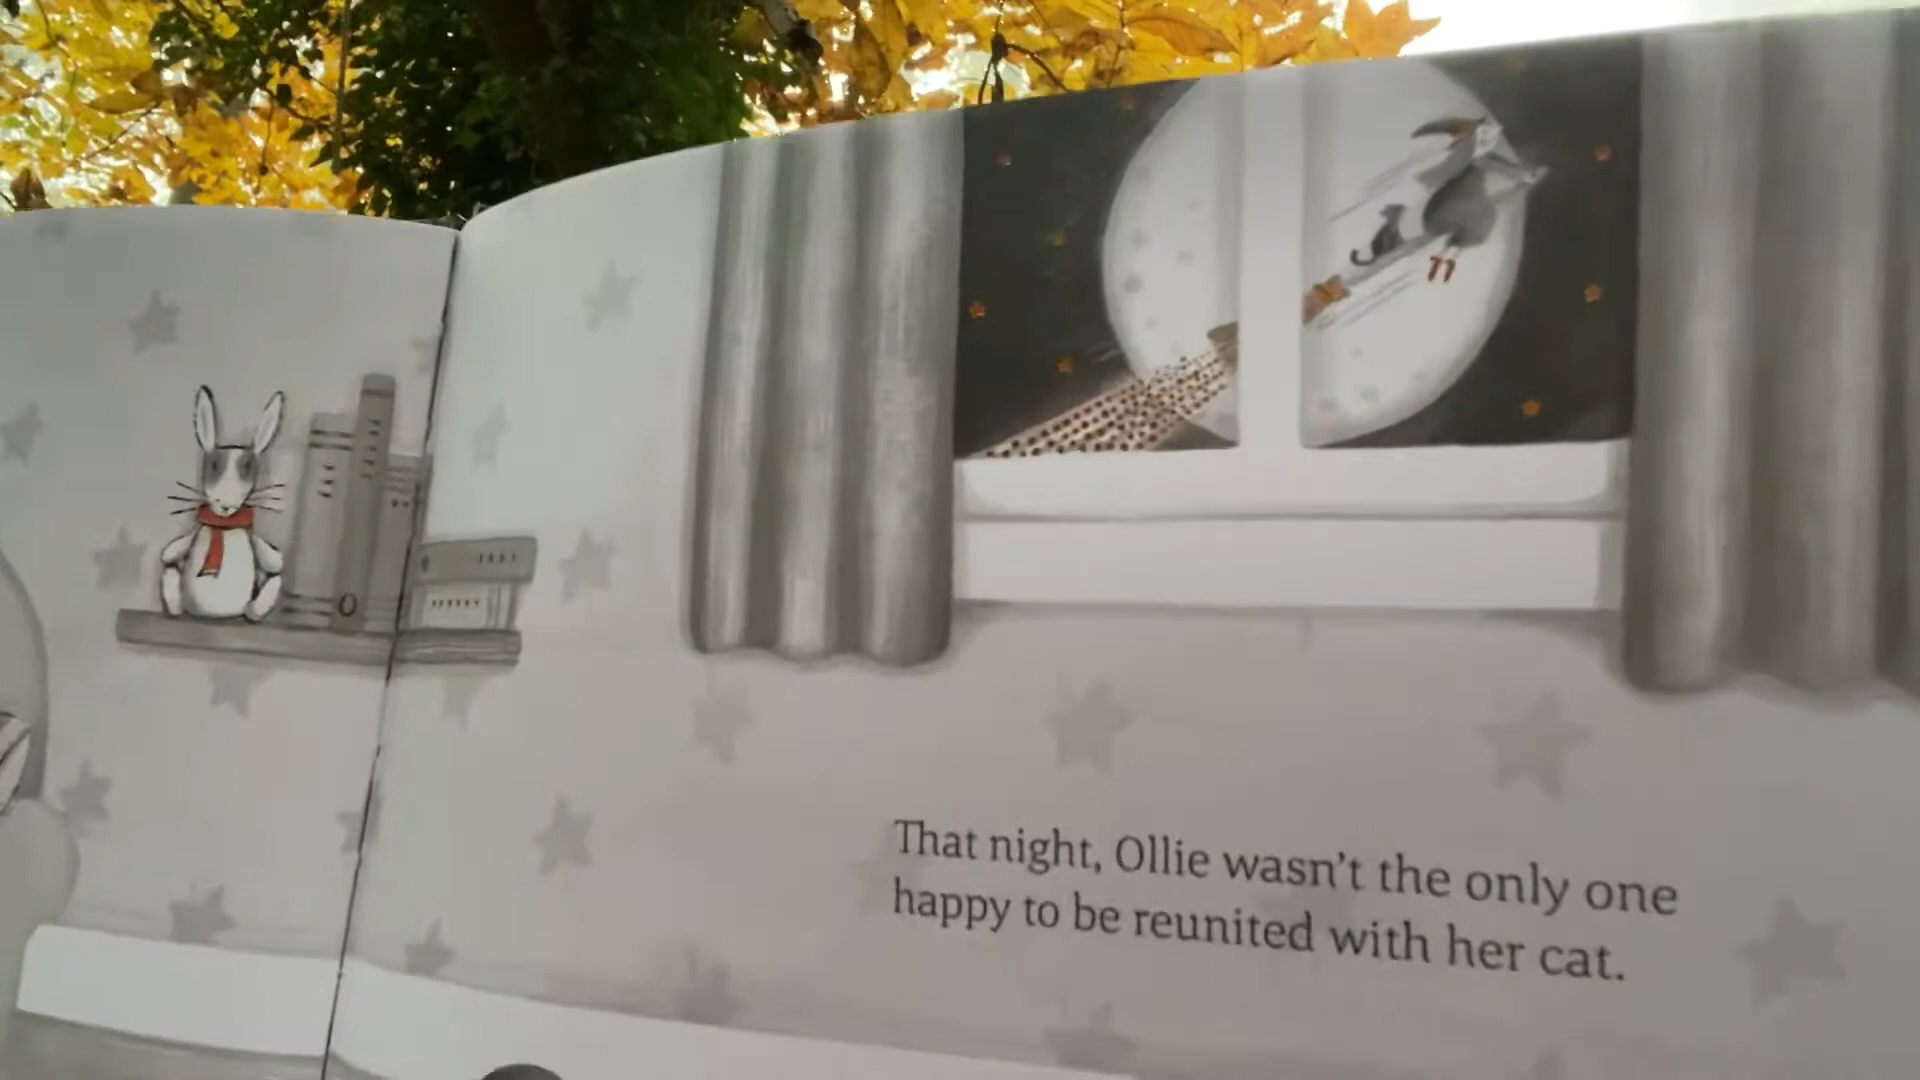 That night, Ollie wasn't the only one
happy to be reunited with her cat.